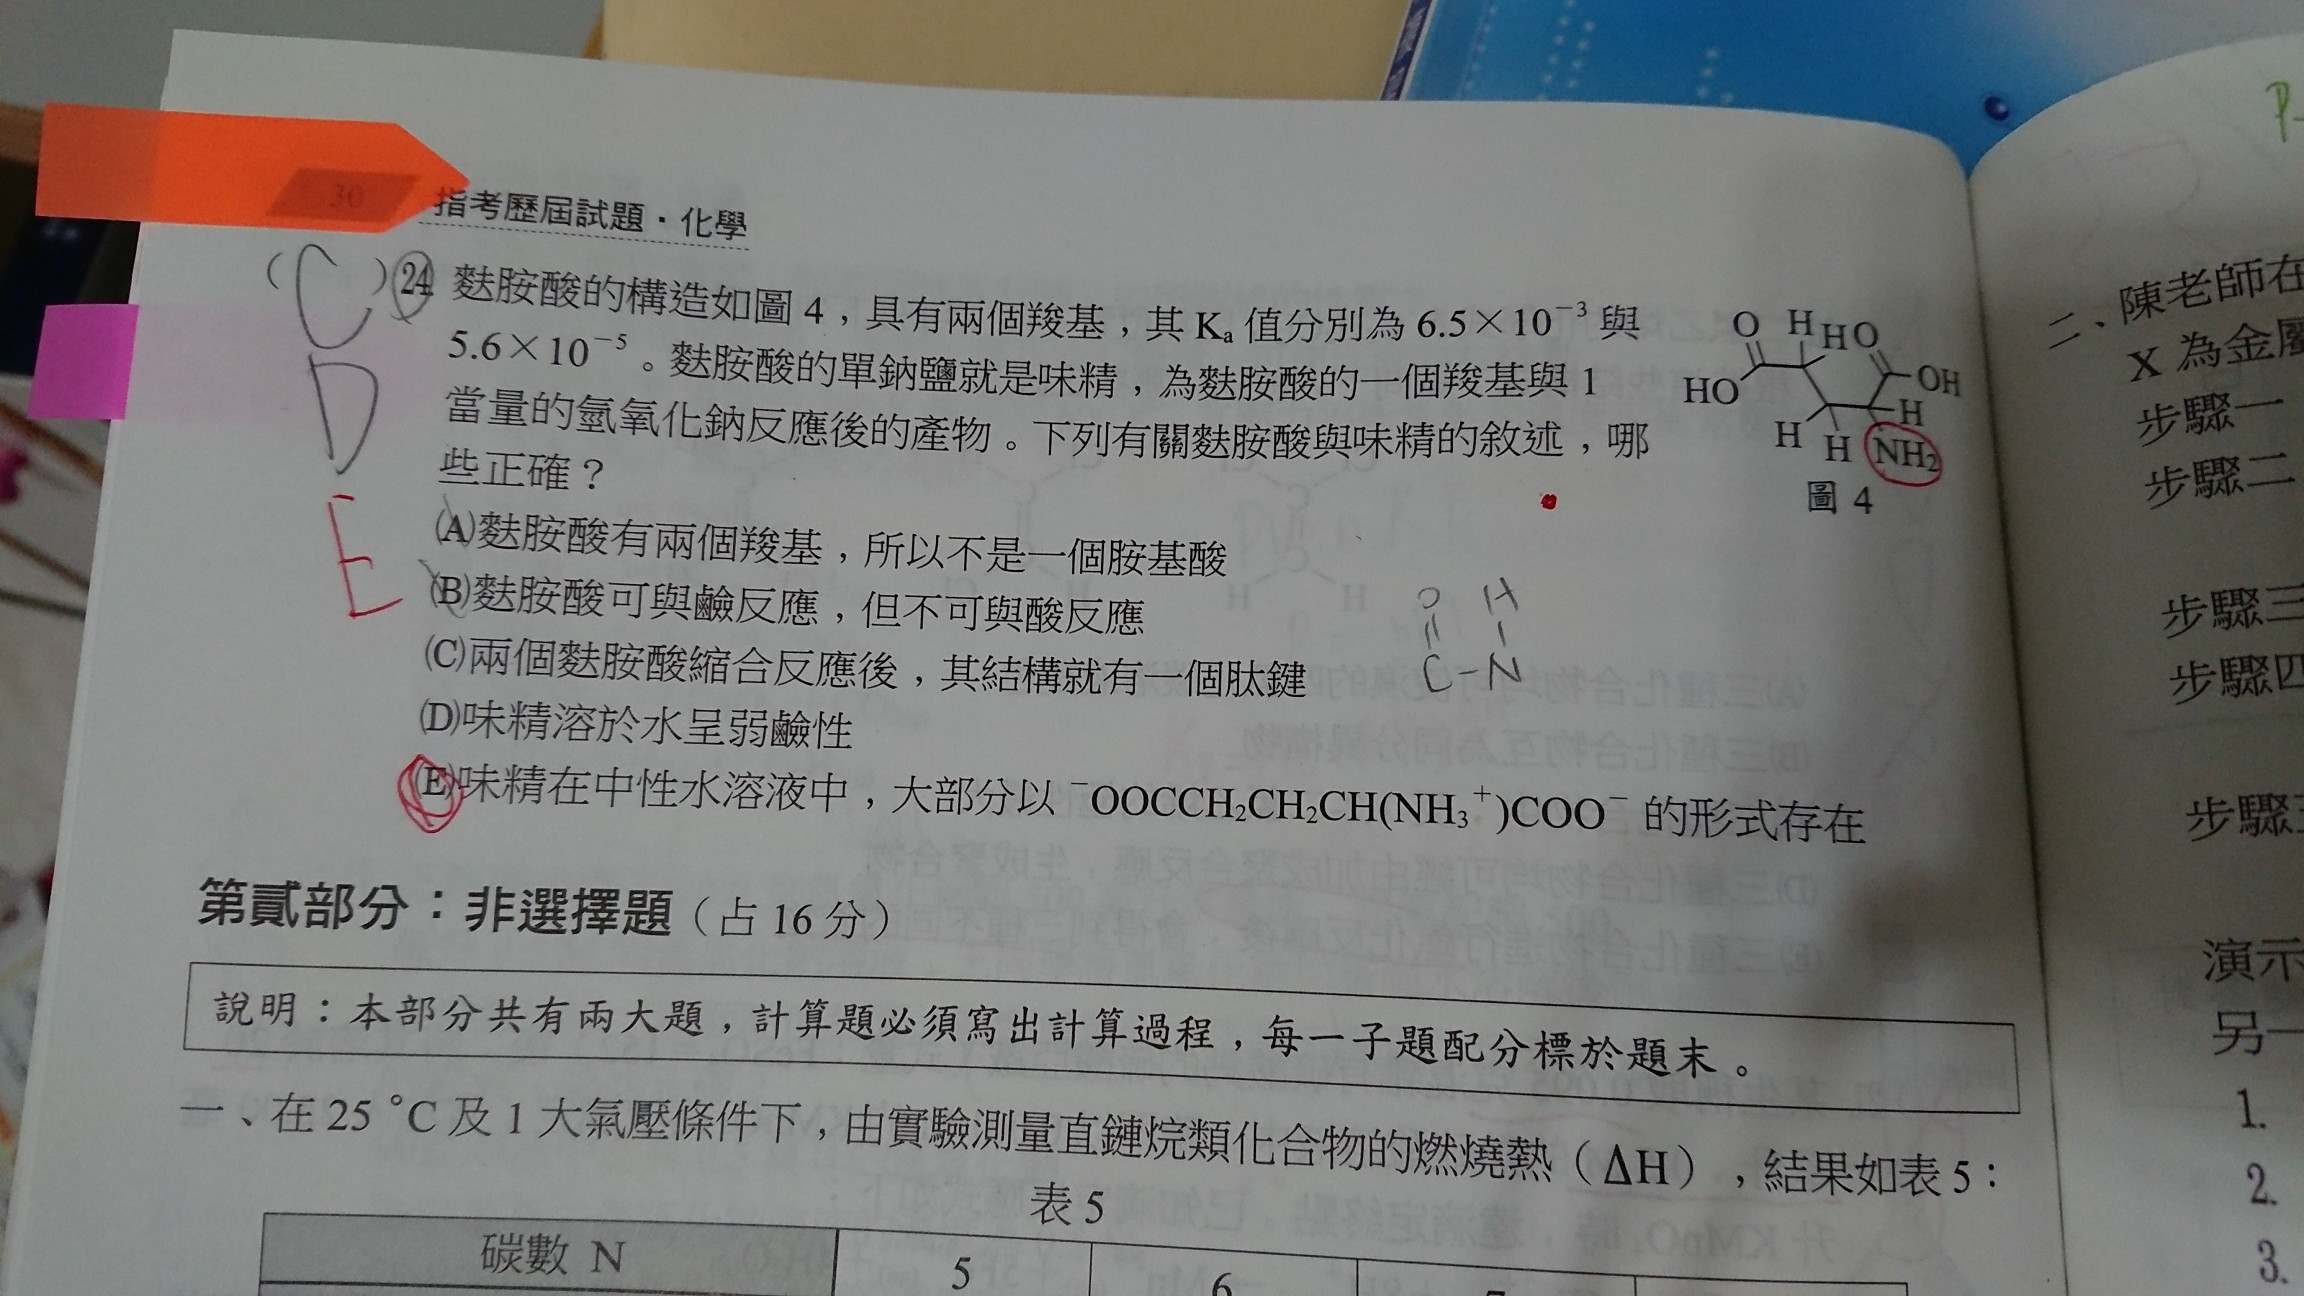 30 指考歷屆試題・化學
(C)24 麩胺酸的構造如圖 4，具有兩個羧基，其 Ka 值分別為 6.5×10⁻³ 與
D
5.6×10⁻⁵。麩胺酸的單鈉鹽就是味精，為麩胺酸的一個羧基與 1
當量的氫氧化鈉反應後的產物。下列有關麩胺酸與味精的敘述，哪
些正確？
E
O H H O
HO OH
H
H H NH₂
圖 4
(A)麩胺酸有兩個羧基，所以不是一個胺基酸
(B)麩胺酸可與鹼反應，但不可與酸反應
(C)兩個麩胺酸縮合反應後，其結構就有一個肽鍵
(D)味精溶於水呈弱鹼性
(E)味精在中性水溶液中，大部分以 ⁻OOCCH₂CH₂CH(NH₃⁺)COO⁻ 的形式存在
O H
C-N
第貳部分：非選擇題（占 16 分）
說明：本部分共有兩大題，計算題必須寫出計算過程，每一子題配分標於題末。
一、在 25 °C 及 1 大氣壓條件下，由實驗測量直鏈烷類化合物的燃燒熱（ΔH），結果如表 5：
表 5
碳數 N 5 6 7
P-
二、陳老師在
X 為金屬
步驟一
步驟二
步驟三
步驟四
步驟五
演示
另一
1.
2.
3.